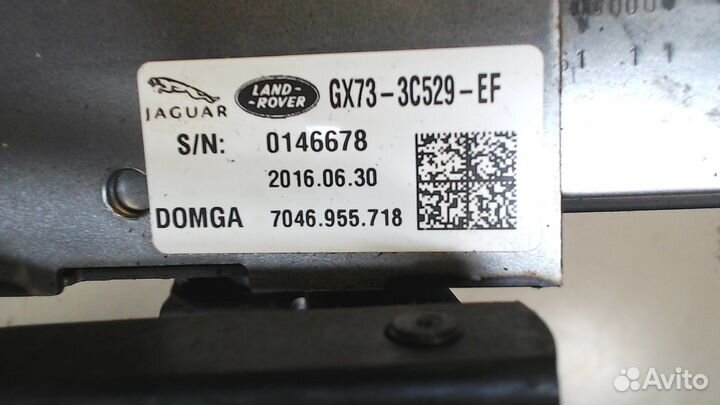 JAGUAR
LAND-
-ROVER
GX73-3C529-EF
S/N: 0146678
2016.06.30
DOMGA 7046.955.718
Avito